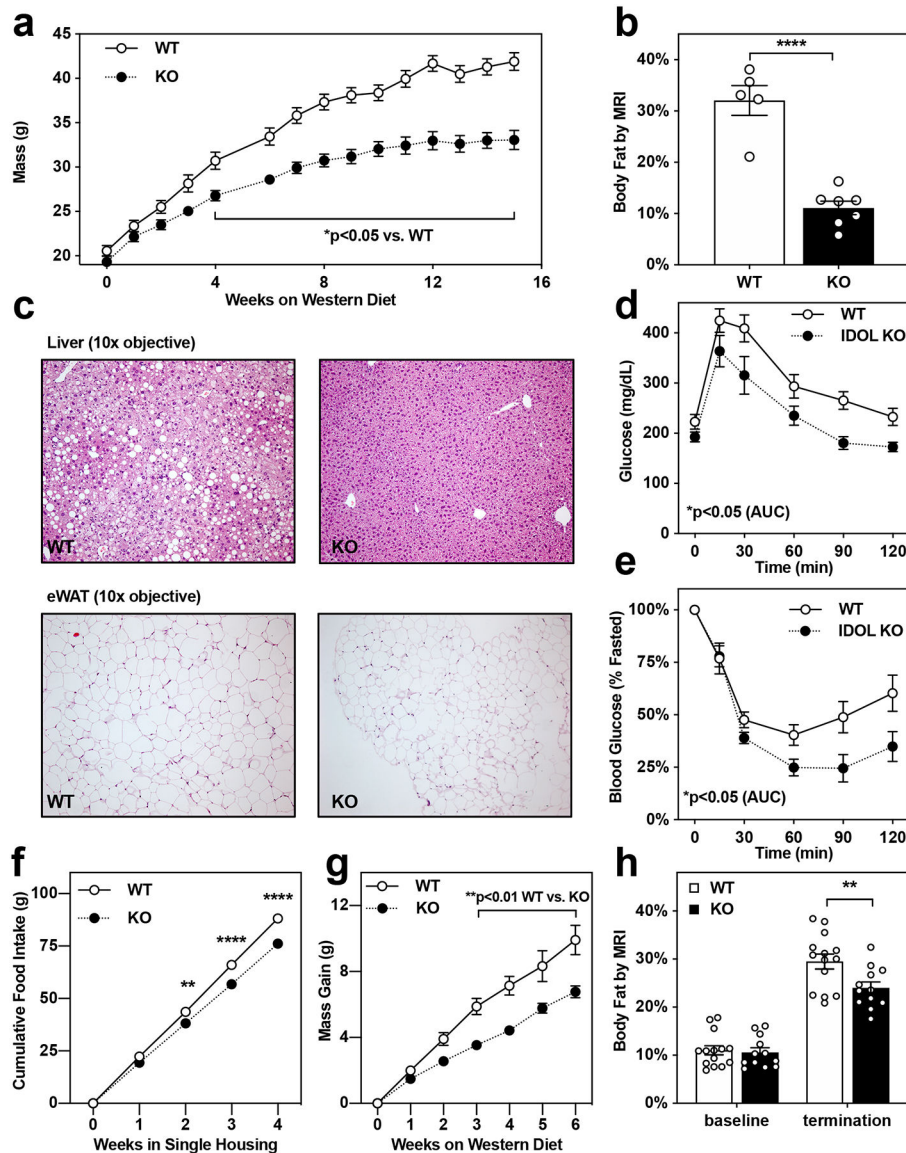 a
WT
KO
Mass (g)
45
40
35
30
25
20
*p<0.05 vs. WT
0 4 8 12 16
Weeks on Western Diet
b
****
Body Fat by MRI
40%
30%
20%
10%
0%
WT KO
c
Liver (10x objective)
WT
KO
eWAT (10x objective)
WT
KO
d
WT
IDOL KO
Glucose (mg/dL)
400
300
200
100
0
*p<0.05 (AUC)
0 30 60 90 120
Time (min)
e
WT
IDOL KO
Blood Glucose (% Fasted)
100%
75%
50%
25%
0%
*p<0.05 (AUC)
0 30 60 90 120
Time (min)
f
WT
KO
Cumulative Food Intake (g)
100
75
50
25
0
**
****
****
0 1 2 3 4
Weeks in Single Housing
g
WT
KO
**p<0.01 WT vs. KO
Mass Gain (g)
12
8
4
0
0 1 2 3 4 5 6
Weeks on Western Diet
h
WT
KO
**
Body Fat by MRI
40%
30%
20%
10%
0%
baseline termination